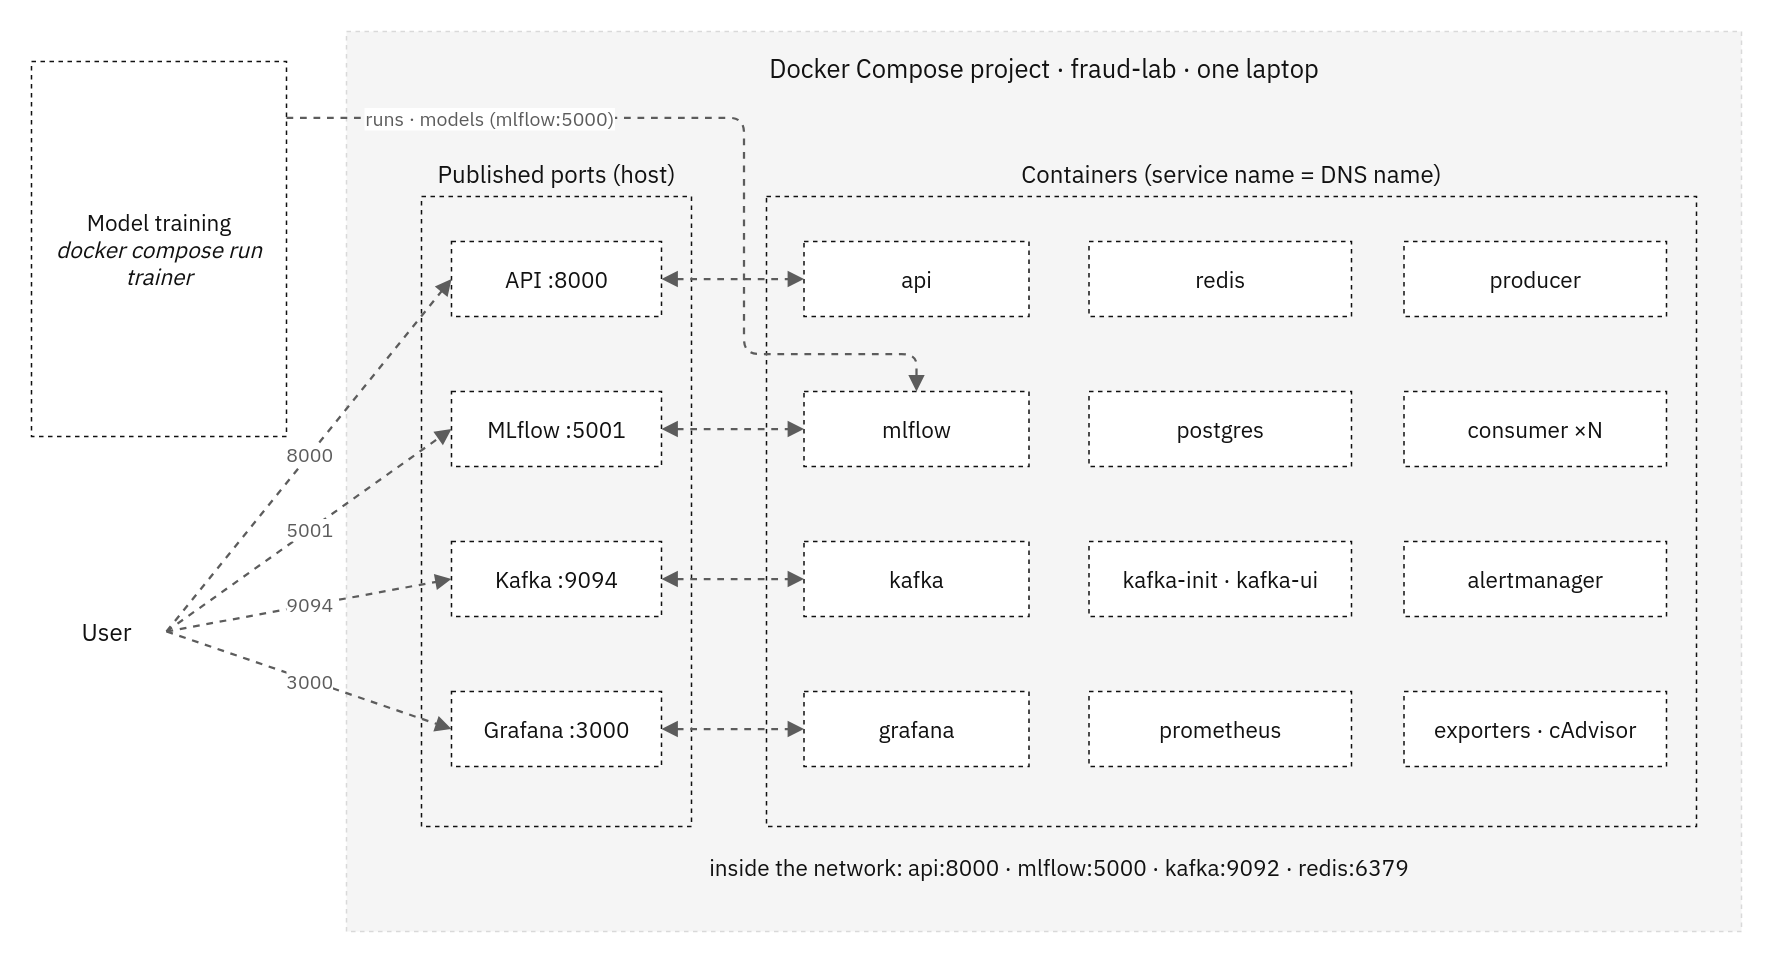 Docker Compose project · fraud-lab · one laptop
runs · models (mlflow:5000)
Model training
docker compose run
trainer
Published ports (host)
API :8000
MLflow :5001
Kafka :9094
Grafana :3000
Containers (service name = DNS name)
api
redis
producer
mlflow
postgres
consumer ×N
kafka
kafka-init · kafka-ui
alertmanager
grafana
prometheus
exporters · cAdvisor
8000
5001
9094
3000
User
inside the network: api:8000 · mlflow:5000 · kafka:9092 · redis:6379